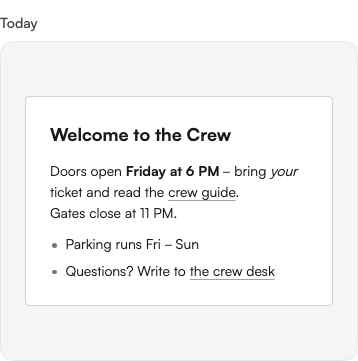 Today
Welcome to the Crew
Doors open Friday at 6 PM – bring your
ticket and read the crew guide.
Gates close at 11 PM.
Parking runs Fri – Sun
Questions? Write to the crew desk